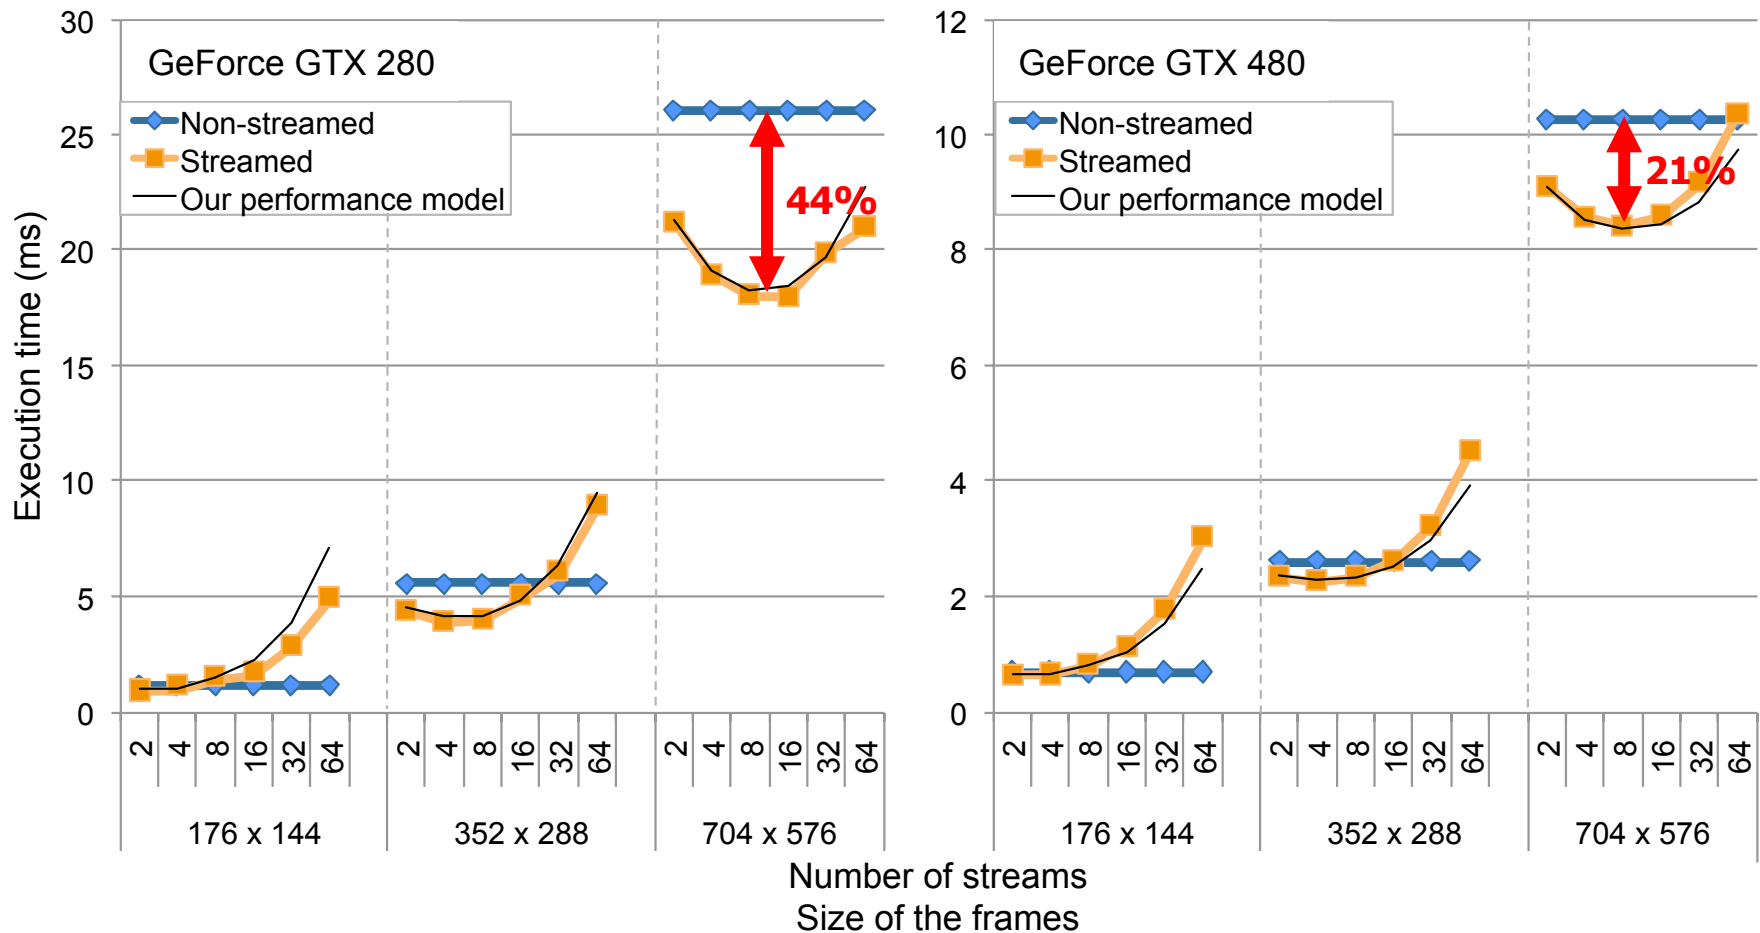 Execution time (ms)
30
25
20
15
10
5
0
GeForce GTX 280
Non-streamed
Streamed
Our performance model
44%
2 4 8 16 32 64
2 4 8 16 32 64
2 4 8 16 32 64
176 x 144
352 x 288
704 x 576
12
10
8
6
4
2
0
GeForce GTX 480
Non-streamed
Streamed
Our performance model
21%
2 4 8 16 32 64
2 4 8 16 32 64
2 4 8 16 32 64
176 x 144
352 x 288
704 x 576
Number of streams
Size of the frames